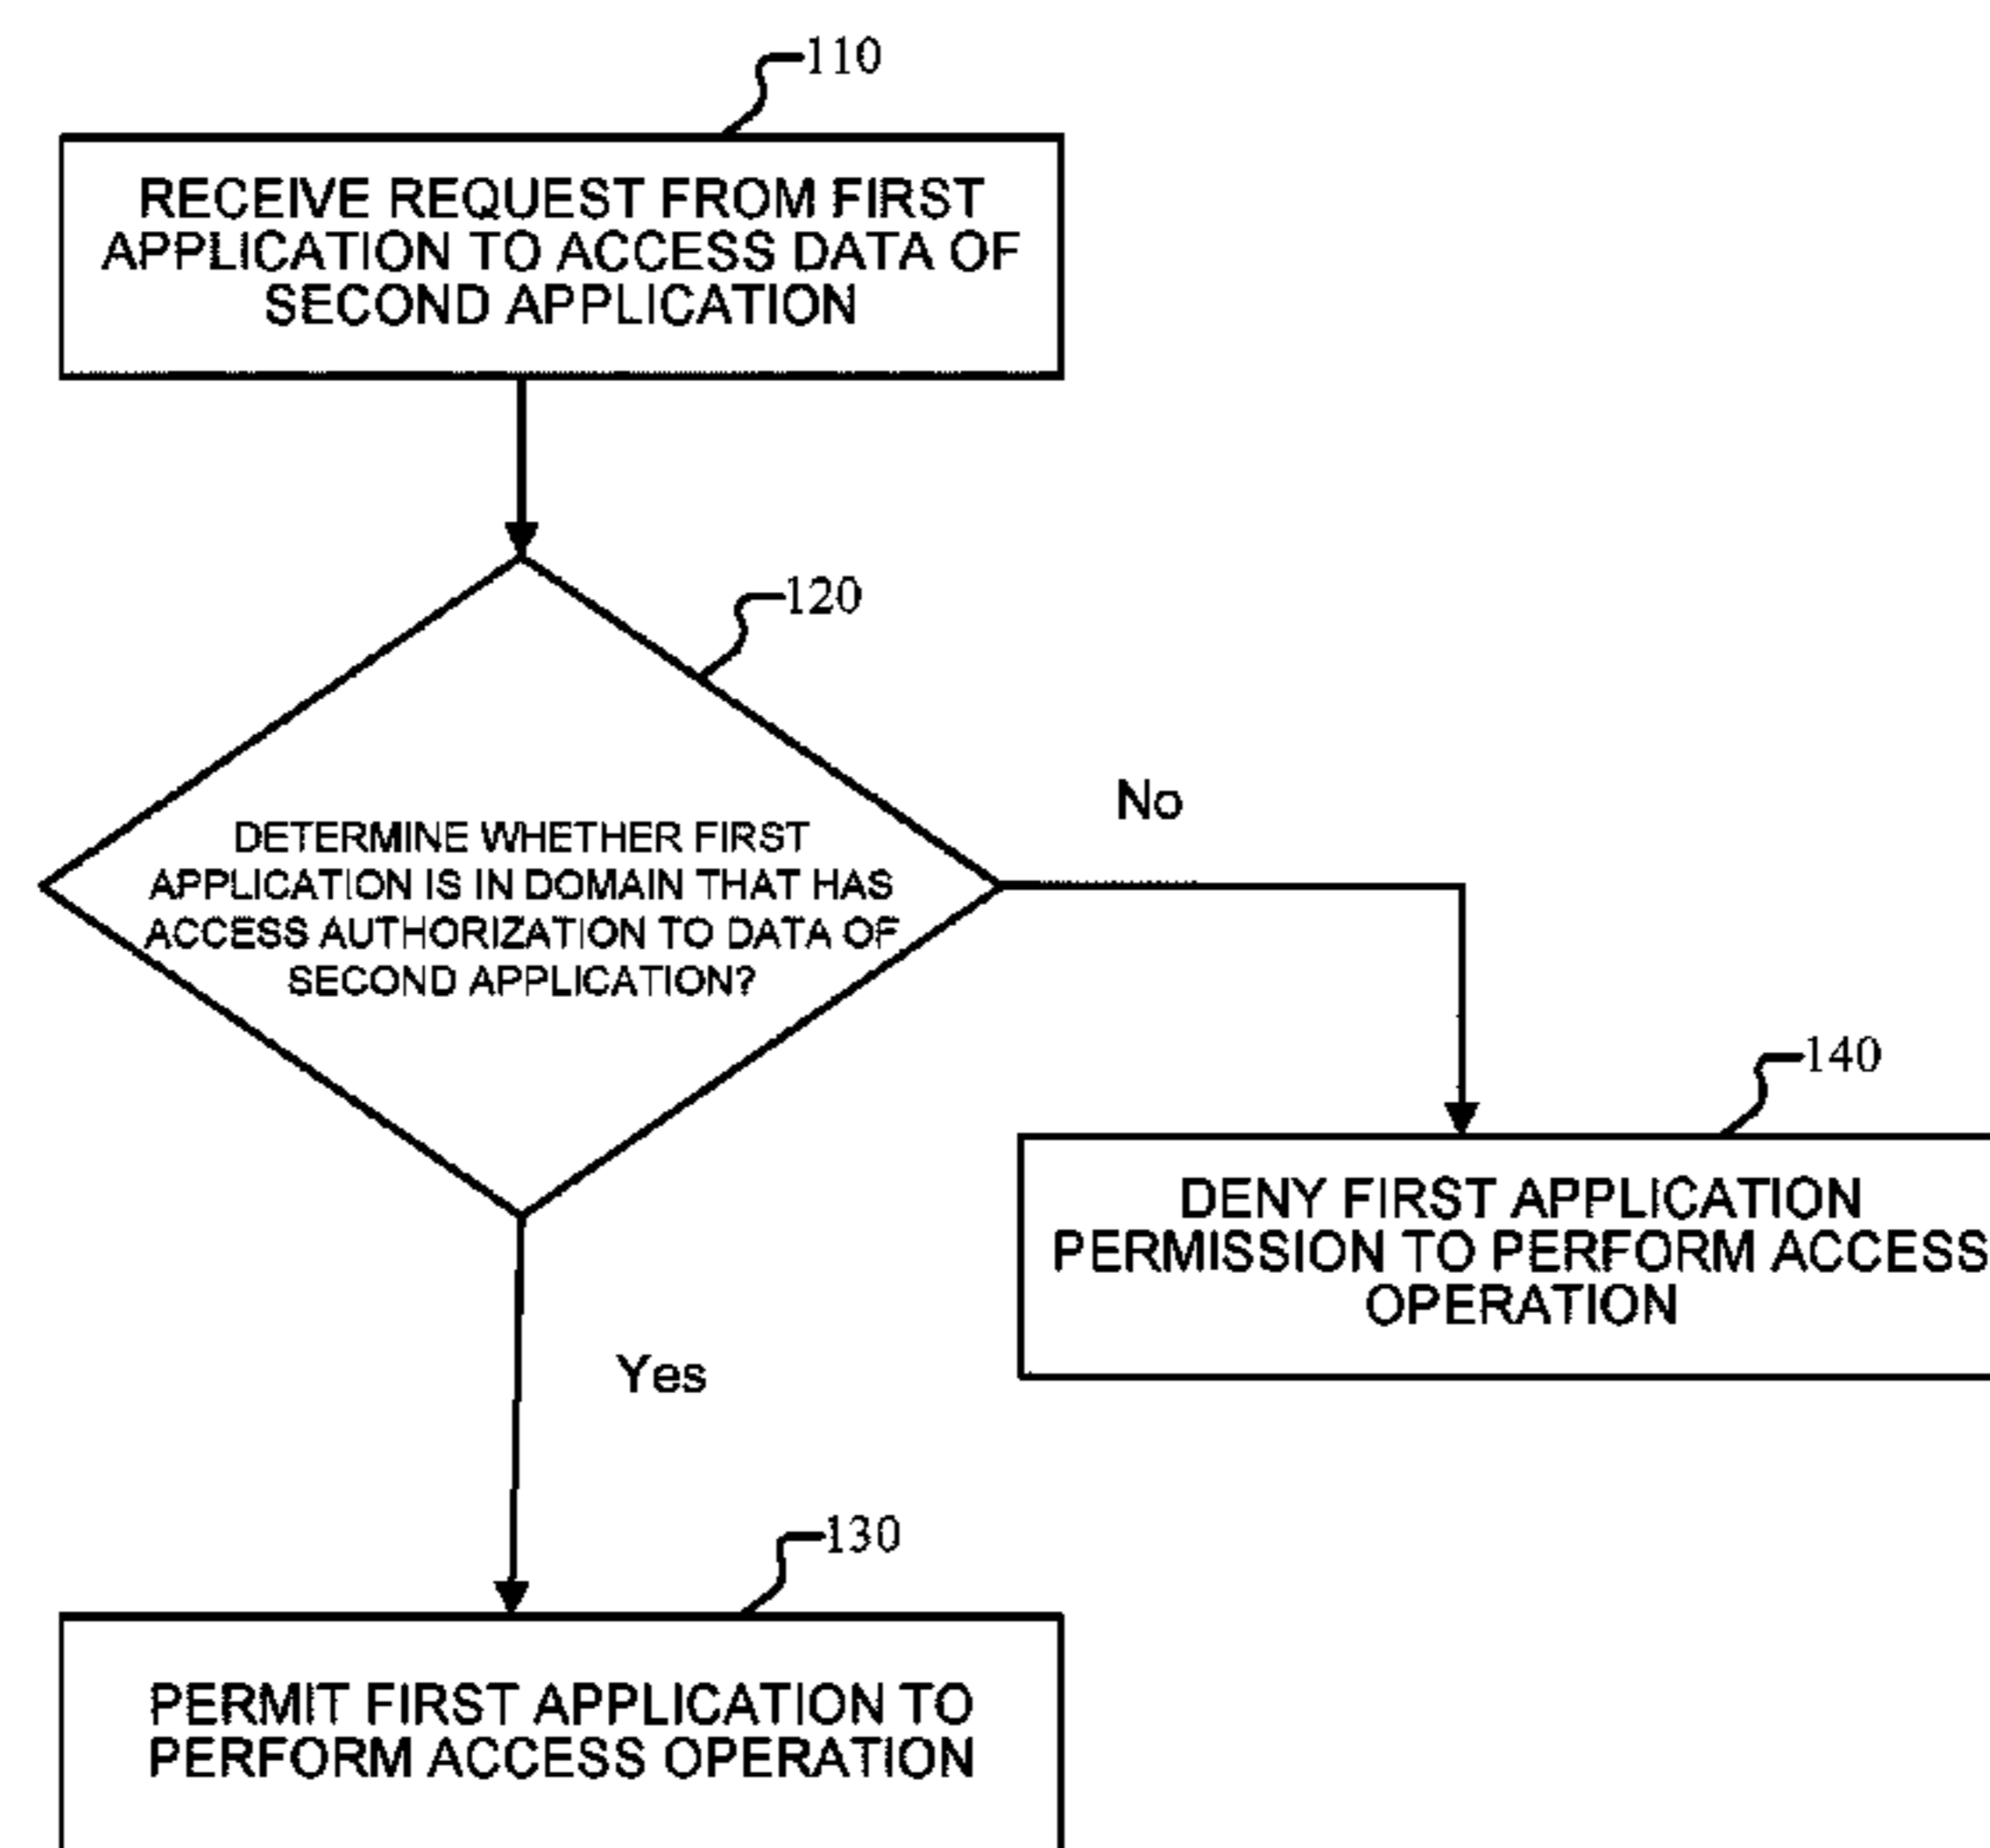 110
RECEIVE REQUEST FROM FIRST
APPLICATION TO ACCESS DATA OF
SECOND APPLICATION
120
DETERMINE WHETHER FIRST
APPLICATION IS IN DOMAIN THAT HAS
ACCESS AUTHORIZATION TO DATA OF
SECOND APPLICATION?
No
140
DENY FIRST APPLICATION
PERMISSION TO PERFORM ACCESS
OPERATION
Yes
130
PERMIT FIRST APPLICATION TO
PERFORM ACCESS OPERATION